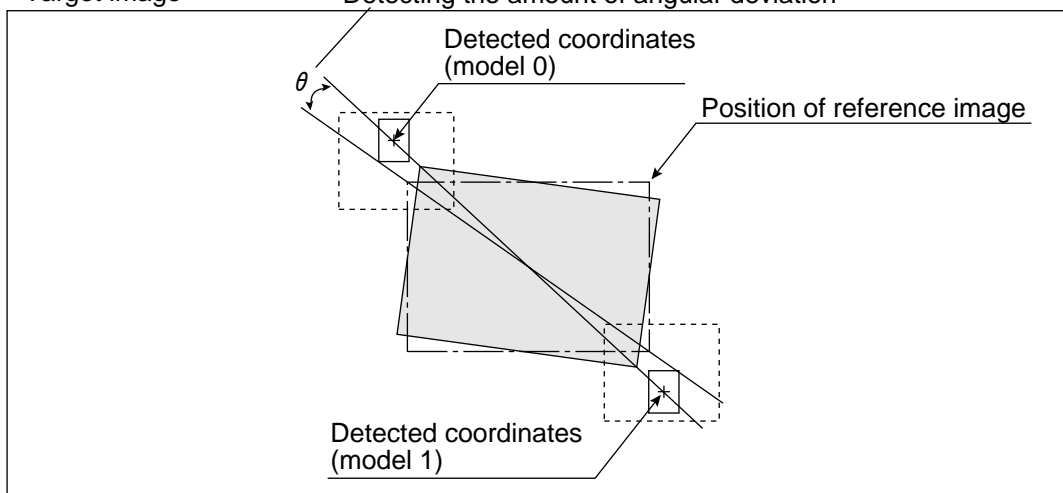 Target image
Detecting the amount of angular deviation
Detected coordinates
(model 0)
θ
Position of reference image
Detected coordinates
(model 1)